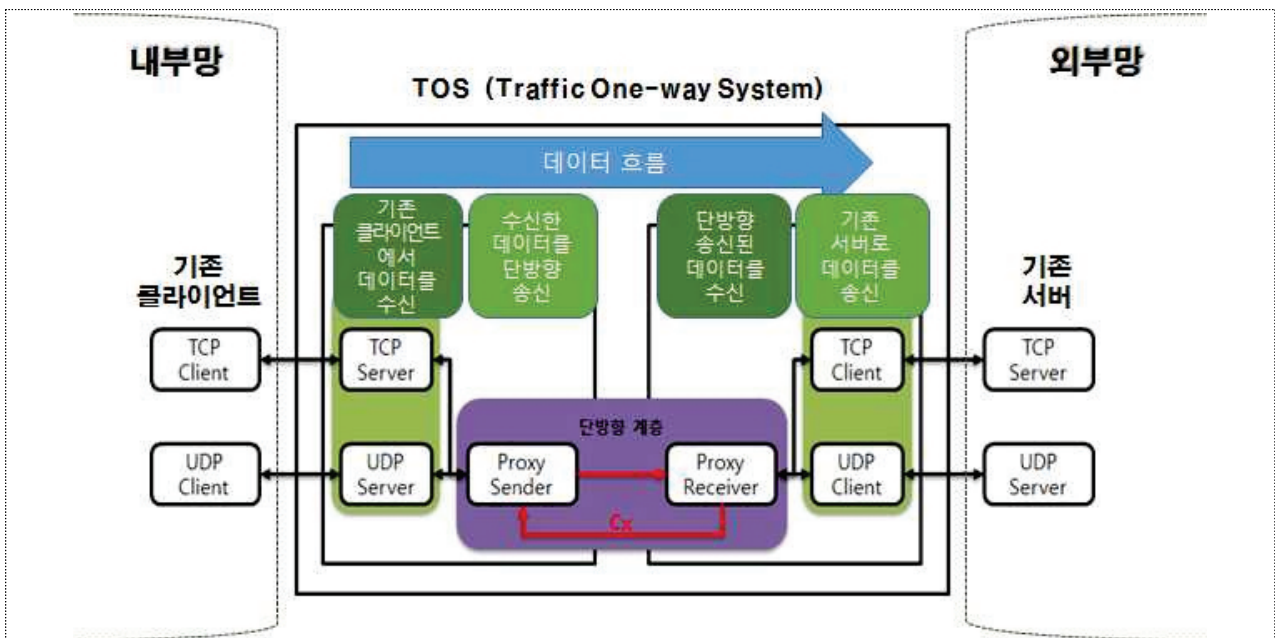 내부망
외부망
TOS (Traffic One-way System)
데이터 흐름
기존
클라이언트
에서
데이터를
수신
수신한
데이터를
단방향
송신
단방향
송신된
데이터를
수신
기존
서버로
데이터를
송신
기존
클라이언트
기존
서버
TCP
Client
TCP
Server
TCP
Client
TCP
Server
단방향 계층
UDP
Client
UDP
Server
Proxy
Sender
Proxy
Receiver
UDP
Client
UDP
Server
Cx